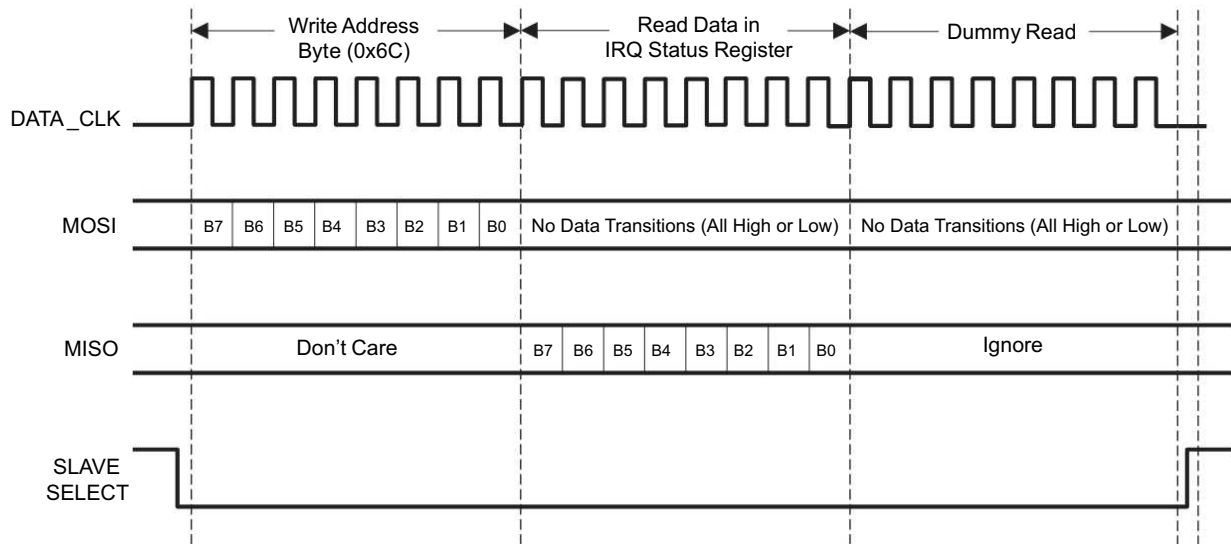 Write Address
Byte (0x6C)
Read Data in
IRQ Status Register
Dummy Read
DATA_CLK
MOSI
B7 B6 B5 B4 B3 B2 B1 B0
No Data Transitions (All High or Low)
No Data Transitions (All High or Low)
MISO
Don't Care
B7 B6 B5 B4 B3 B2 B1 B0
Ignore
SLAVE
SELECT